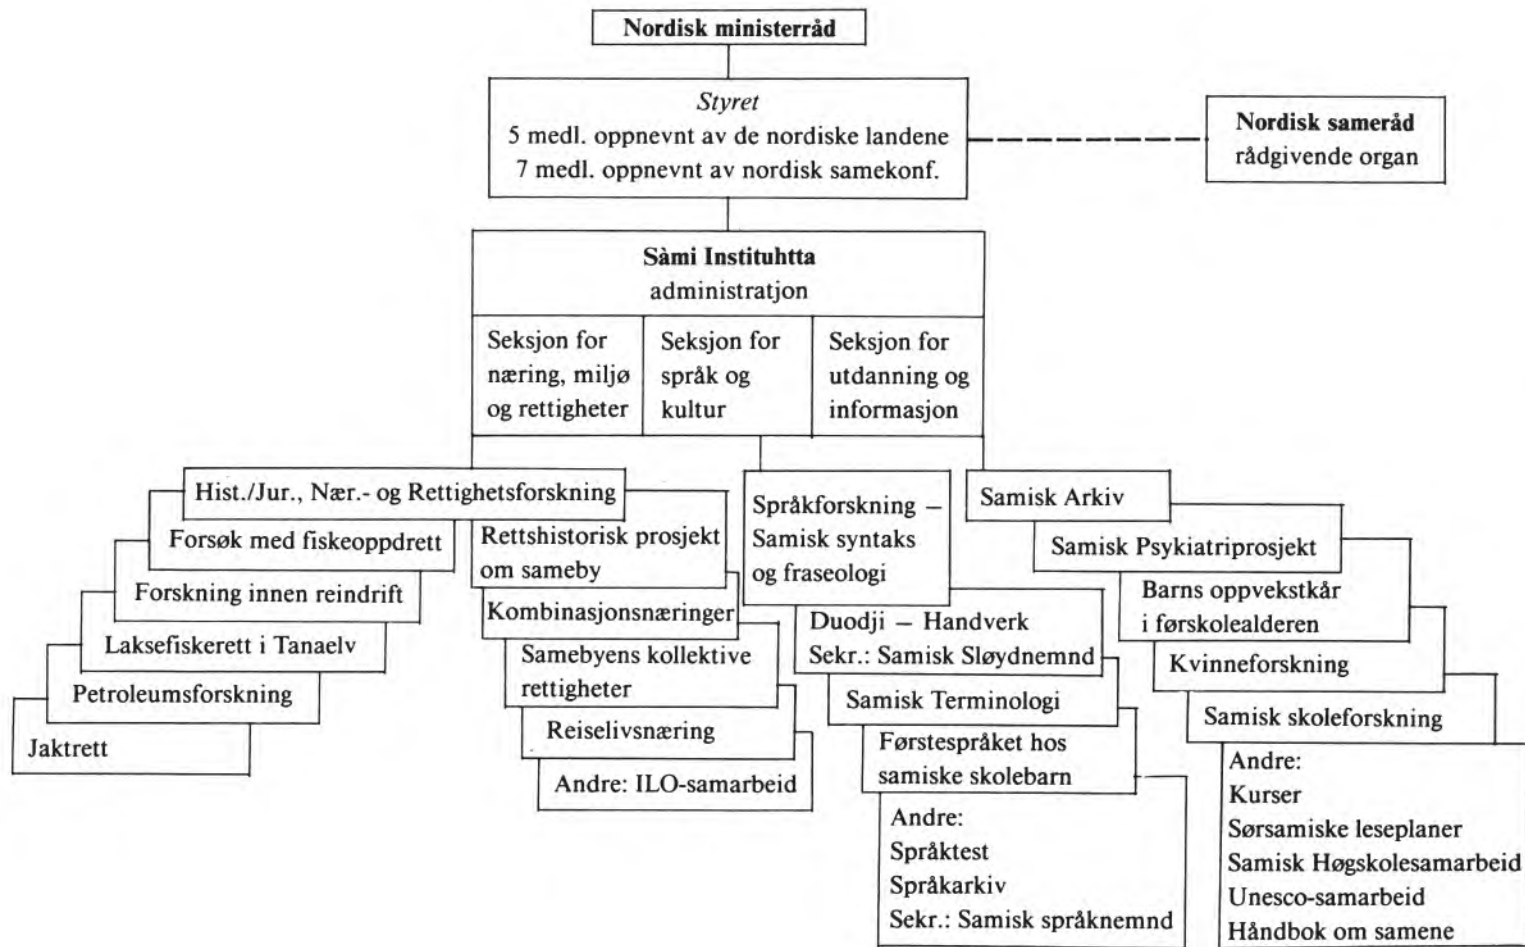 Nordisk ministerråd
Styret
5 medl. oppnevnt av de nordiske landene
7 medl. oppnevnt av nordisk samekonf.
Nordisk sameråd
rådgivende organ
Sàmi Instituhtta
administratjon
Seksjon for
næring, miljø
og rettigheter
Seksjon for
språk og
kultur
Seksjon for
utdanning og
informasjon
Hist./Jur., Nær.- og Rettighetsforskning
Forsøk med fiskeoppdrett
Forskning innen reindrift
Laksefiskerett i Tanaelv
Petroleumsforskning
Jaktrett
Rettshistorisk prosjekt
om sameby
Kombinasjonsnæringer
Samebyens kollektive
rettigheter
Reiselivsnæring
Andre: ILO-samarbeid
Språkforskning –
Samisk syntaks
og fraseologi
Duodji – Handverk
Sekr.: Samisk Sløydnemnd
Samisk Terminologi
Førstespråket hos
samiske skolebarn
Andre:
Språktest
Språkarkiv
Sekr.: Samisk språknemnd
Samisk Arkiv
Samisk Psykiatriprosjekt
Barns oppvekstkår
i førskolealderen
Kvinneforskning
Samisk skoleforskning
Andre:
Kurser
Sørsamiske leseplaner
Samisk Høgskolesamarbeid
Unesco-samarbeid
Håndbok om samene